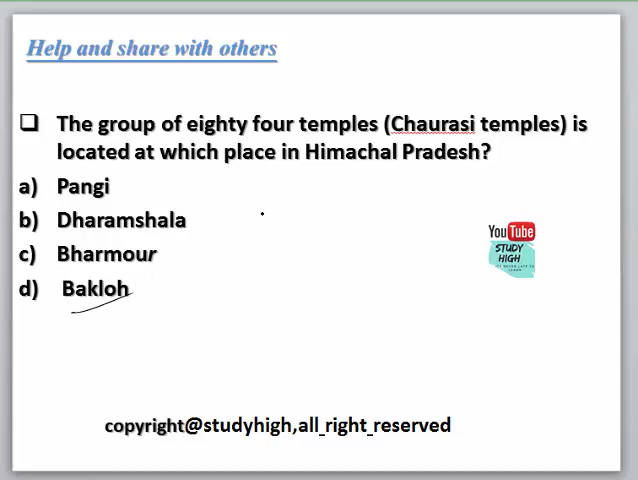 Help and share with others
❑ The group of eighty four temples (Chaurasi temples) is
located at which place in Himachal Pradesh?
a) Pangi
b) Dharamshala
c) Bharmour
d) Bakloh
YouTube
STUDY
HIGH
copyright@studyhigh,all_right_reserved